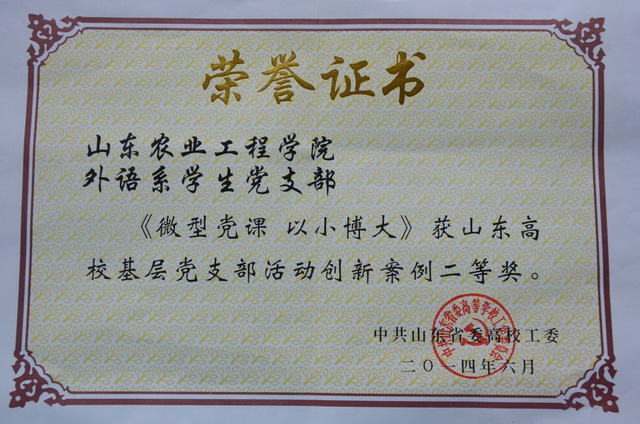 荣誉证书
山东农业工程学院
外语系学生党支部
《微型党课 以小博大》获山东高
校基层党支部活动创新案例二等奖。
中共山东省委高校工委
二〇一四年六月